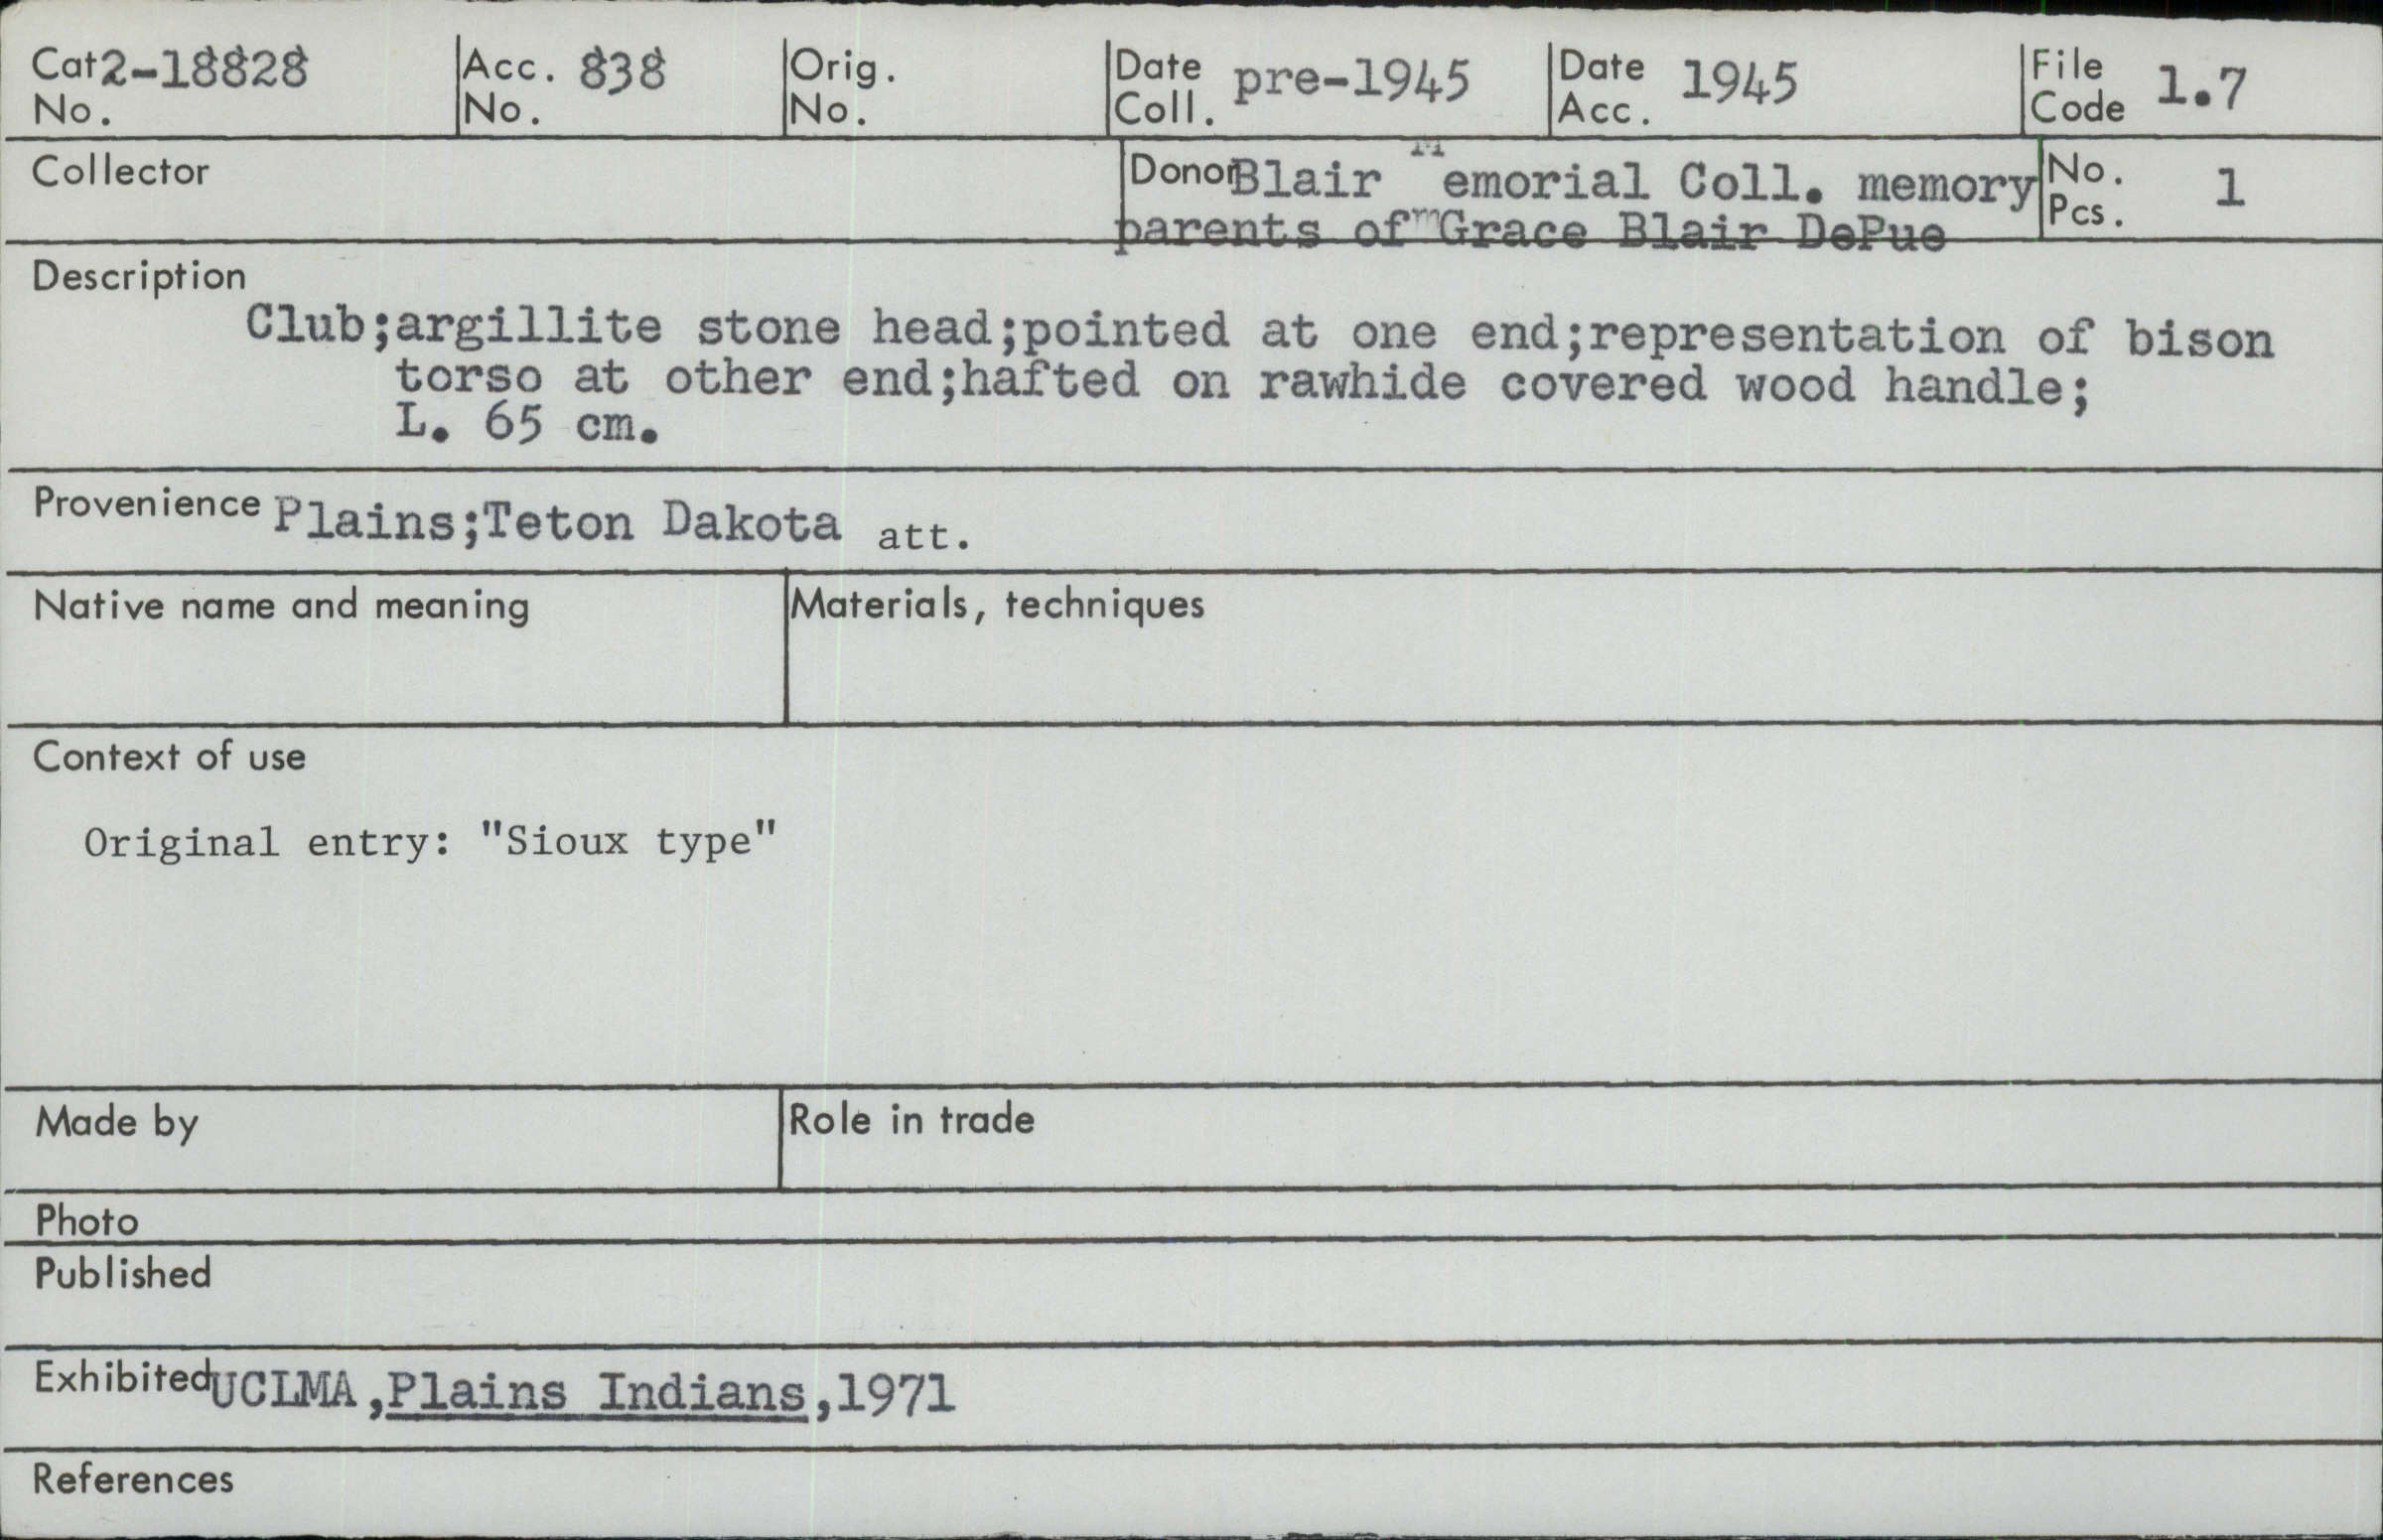 Cat 2-18828 Acc. 838 Orig. Date pre-1945 Date 1945 File 1.7
No. No. No. Coll. Acc. Code
Collector Donor Blair Memorial Coll. memory No. 1
parents of Grace Blair DePue Pcs.
Description
Club;argillite stone head;pointed at one end;representation of bison
torso at other end;hafted on rawhide covered wood handle;
L. 65 cm.
Provenience Plains;Teton Dakota att.
Native name and meaning Materials, techniques
Context of use
Original entry: "Sioux type"
Made by Role in trade
Photo
Published
Exhibited UCLMA,Plains Indians,1971
References